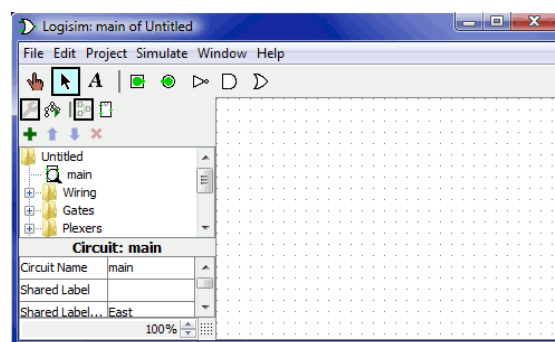 Logisim: main of Untitled
File Edit Project Simulate Window Help
A
Untitled
main
Wiring
Gates
Plexers
Circuit: main
Circuit Name main
Shared Label
Shared Label... East
100%